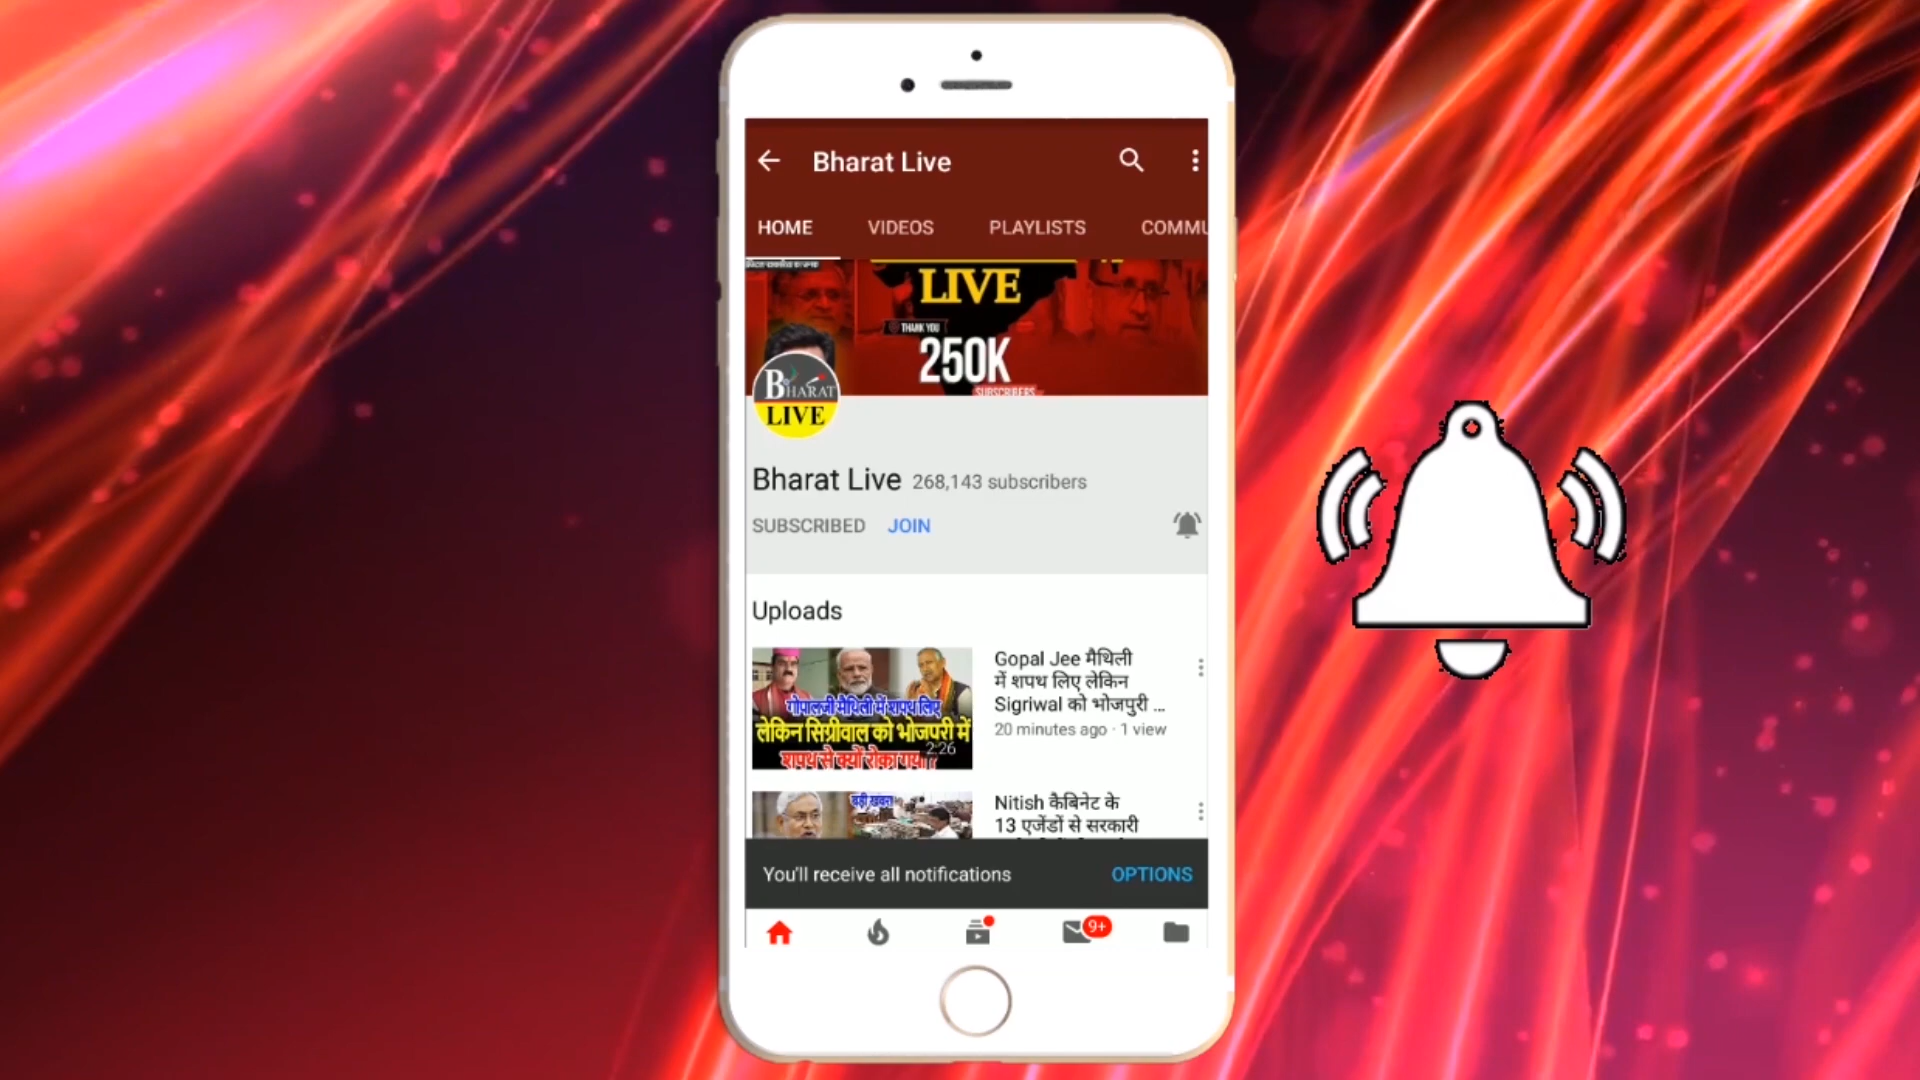 Bharat Live
HOME VIDEOS PLAYLISTS COMMU
LIVE
THANK YOU
250K
SUBSCRIBERS
BHARAT
LIVE
Bharat Live 268,143 subscribers
SUBSCRIBED JOIN
Uploads
गोपालजी मैथिली में शपथ लिए
लेकिन सिग्रीवाल को भोजपुरी में
शपथ से क्यों रोका गया
2:26
Gopal Jee मैथिली
में शपथ लिए लेकिन
Sigriwal को भोजपुरी ...
20 minutes ago · 1 view
बड़ी खबर
Nitish कैबिनेट के
13 एजेंडों से सरकारी
You'll receive all notifications OPTIONS
9+